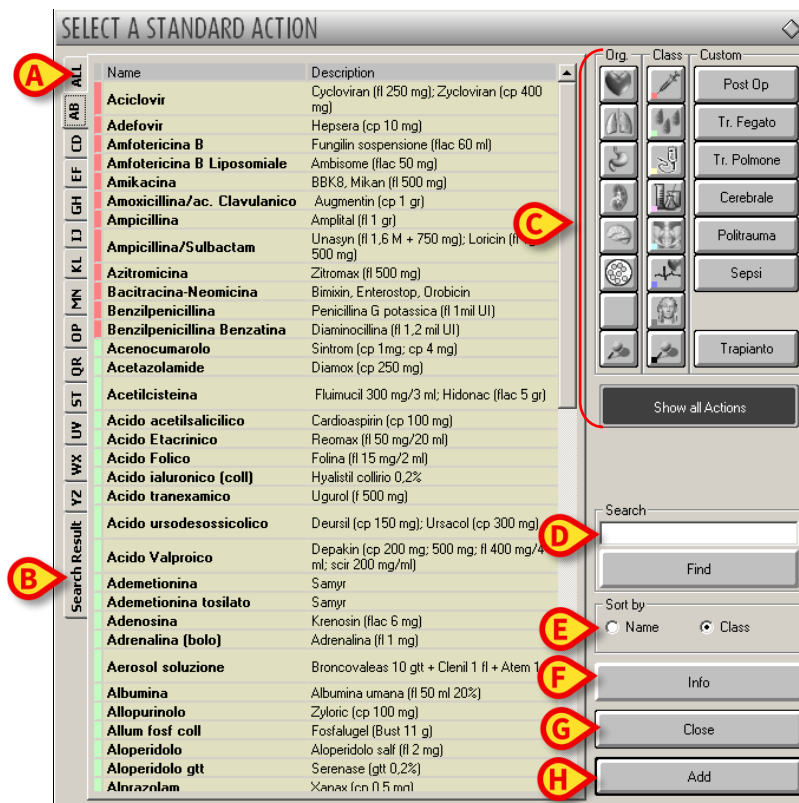 SELECT A STANDARD ACTION
A
ALL
AB
CD
EF
GH
IJ
KL
MN
OP
QR
ST
UV
WX
YZ
B
Search Result
Name Description
Aciclovir Cycloviran (fl 250 mg); Zycloviran (cp 400
mg)
Adefovir Hepsera (cp 10 mg)
Amfotericina B Fungilin sospensione (flac 60 ml)
Amfotericina B Liposomiale Ambisome (flac 50 mg)
Amikacina BBK8, Mikan (fl 500 mg)
Amoxicillina/ac. Clavulanico Augmentin (cp 1 gr)
Ampicillina Amplital (fl 1 gr)
Ampicillina/Sulbactam Unasyn (fl 1,6 M + 750 mg); Loricin (fl
500 mg)
Azitromicina Zitromax (fl 500 mg)
Bacitracina-Neomicina Bimixin, Enterostop, Orobicin
Benzilpenicillina Penicillina G potassica (fl 1mil UI)
Benzilpenicillina Benzatina Diaminocillina (fl 1,2 mil UI)
Acenocumarolo Sintrom (cp 1mg; cp 4 mg)
Acetazolamide Diamox (cp 250 mg)
Acetilcisteina Fluimucil 300 mg/3 ml; Hidonac (flac 5 gr)
Acido acetilsalicilico Cardioaspirin (cp 100 mg)
Acido Etacrinico Reomax (fl 50 mg/20 ml)
Acido Folico Folina (fl 15 mg/2 ml)
Acido ialuronico (coll) Hyalistil collirio 0,2%
Acido tranexamico Ugurol (f 500 mg)
Acido ursodesossicolico Deursil (cp 150 mg); Ursacol (cp 300 mg)
Acido Valproico Depakin (cp 200 mg; 500 mg; fl 400 mg/4
ml; scir 200 mg/ml)
Ademetionina Samyr
Ademetionina tosilato Samyr
Adenosina Krenosin (flac 6 mg)
Adrenalina (bolo) Adrenalina (fl 1 mg)
Aerosol soluzione Broncovaleas 10 gtt + Clenil 1 fl + Atem 1
Albumina Albumina umana (fl 50 ml 20%)
Allopurinolo Zyloric (cp 100 mg)
Allum fosf coll Fosfalugel (Bust 11 g)
Aloperidolo Aloperidolo salf (fl 2 mg)
Aloperidolo gtt Serenase (gtt 0,2%)
Alprazolam Xanax (cp 0,5 mg)
C
Org. Class Custom
Post Op
Tr. Fegato
Tr. Polmone
Cerebrale
Politrauma
Sepsi
Trapianto
Show all Actions
Search
D
Find
Sort by
E
Name Class
F
Info
G
Close
H
Add